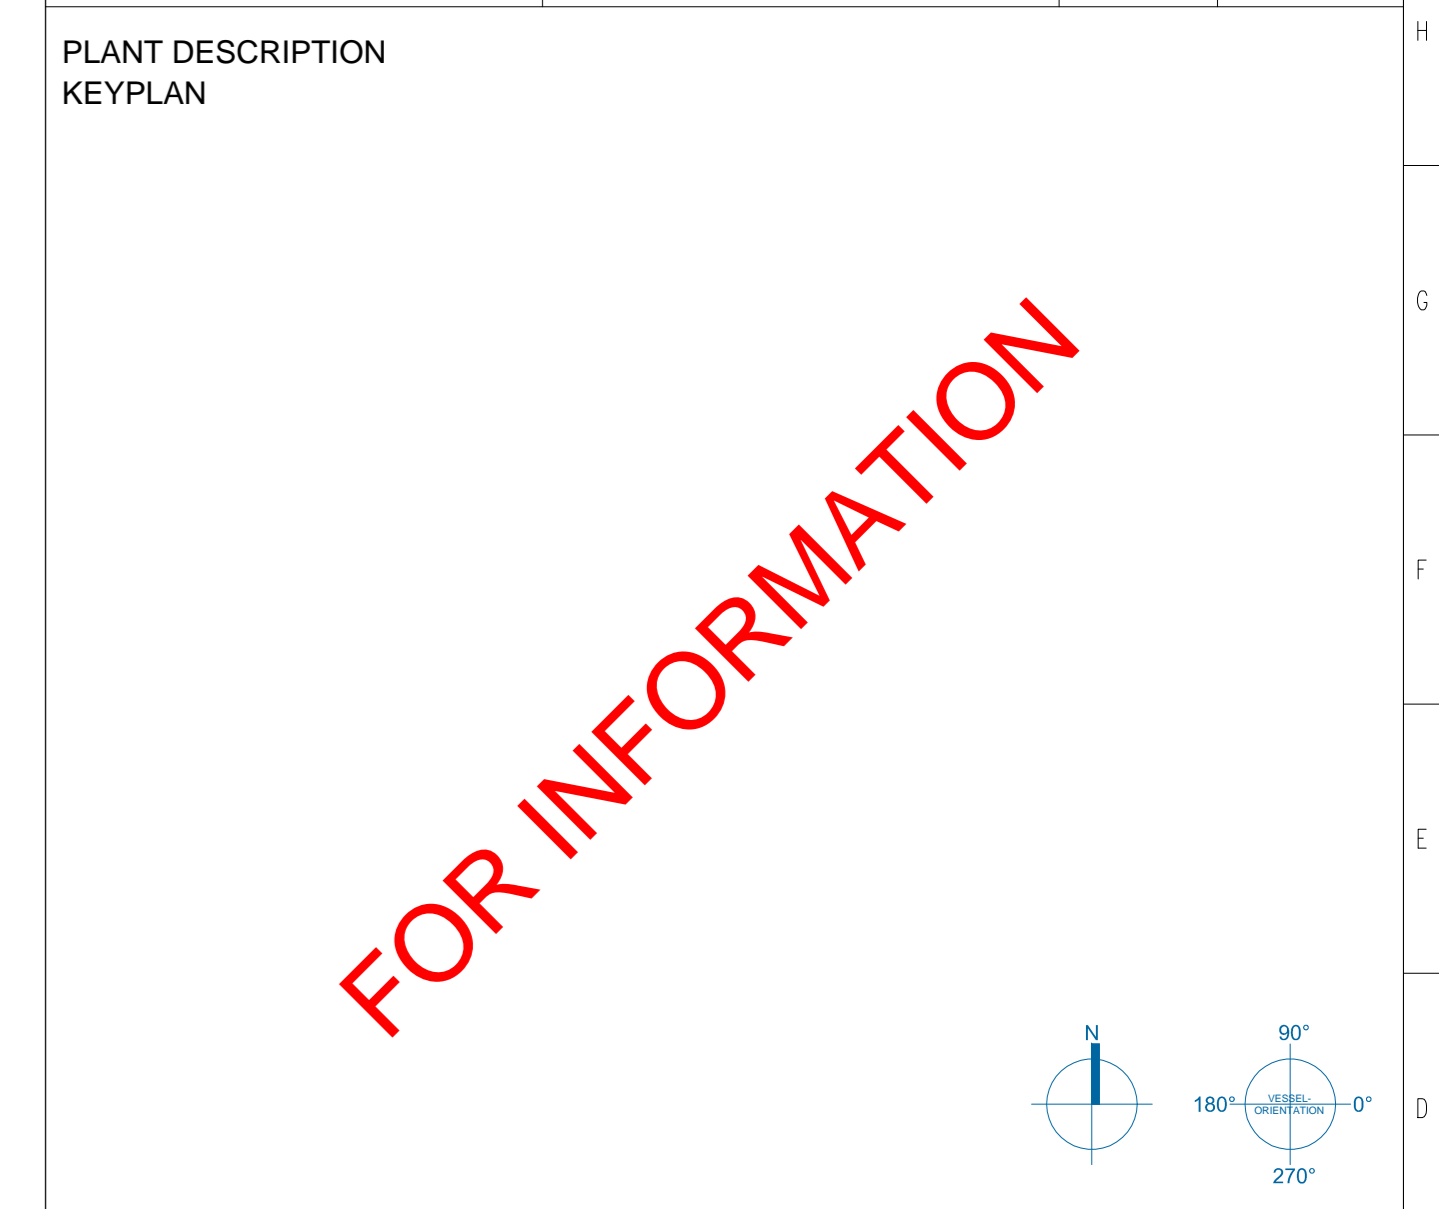 PLANT DESCRIPTION
KEYPLAN
H
G
F
E
D
FOR INFORMATION
N
90°
180°
VESSEL-
ORIENTATION
0°
270°